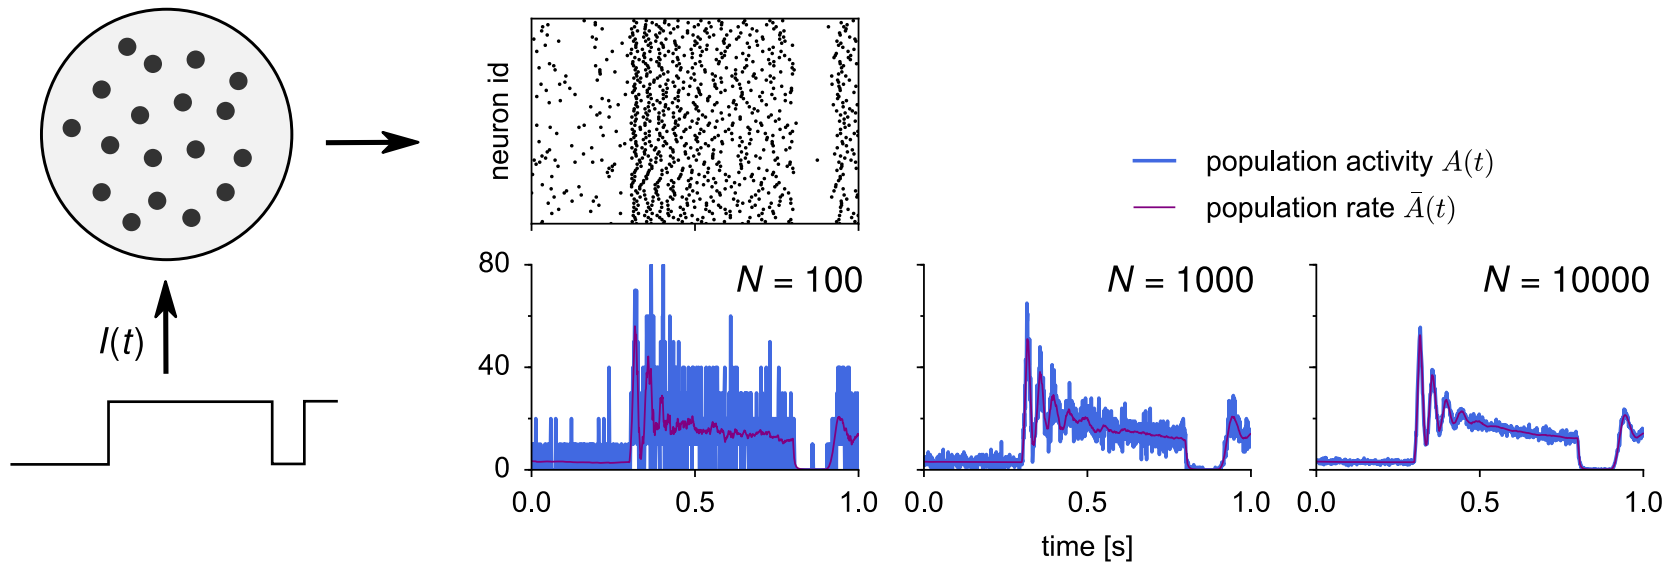 neuron id
population activity A(t)
population rate Ā(t)
I(t)
80
40
0
N = 100
N = 1000
N = 10000
0.0 0.5 1.0
0.0 0.5 1.0
0.0 0.5 1.0
time [s]